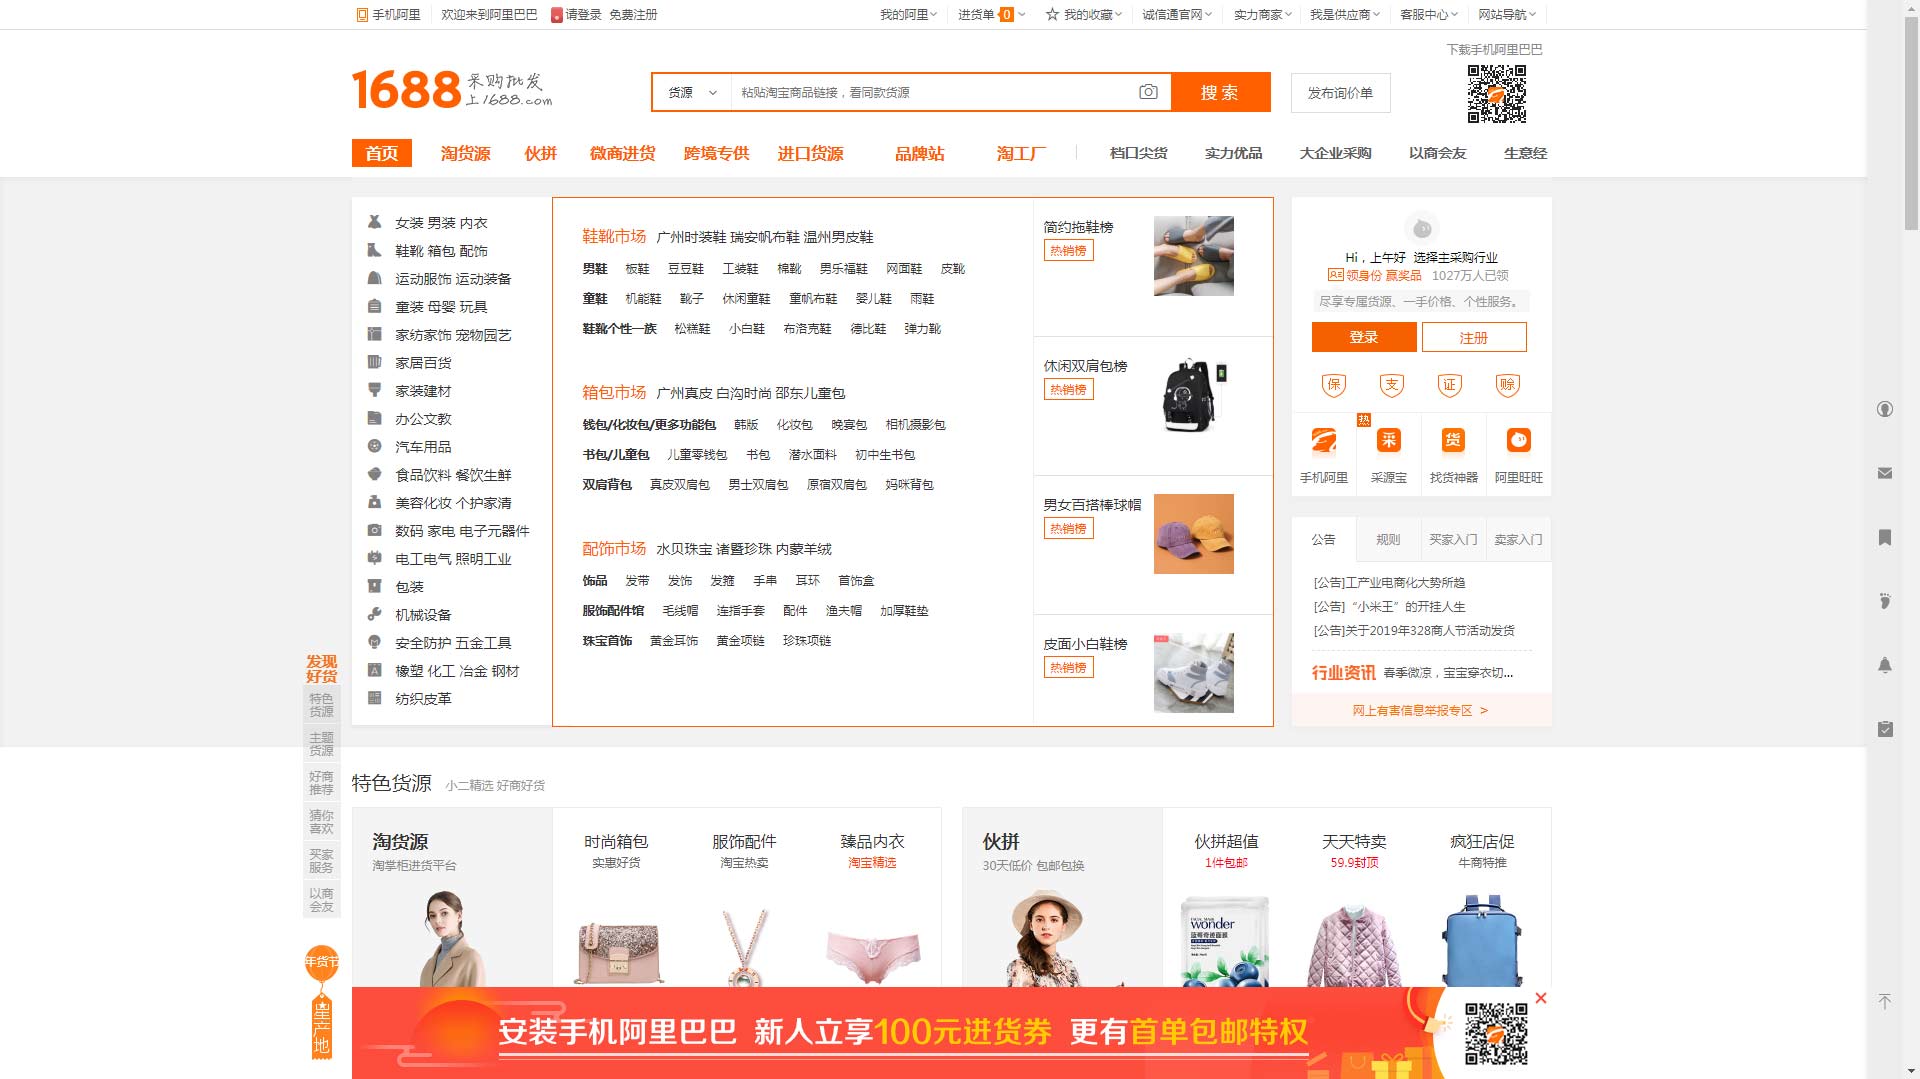 手机阿里 欢迎来到阿里巴巴 请登录 免费注册 我的阿里 进货单 0 我的收藏 诚信通官网 实力商家 我是供应商 客服中心 网站导航
下载手机阿里巴巴
1688 采购批发
上1688.com
货源 粘贴淘宝商品链接，看同款货源 搜 索 发布询价单
首页 淘货源 伙拼 微商进货 跨境专供 进口货源 品牌站 淘工厂 档口尖货 实力优品 大企业采购 以商会友 生意经
女装 男装 内衣
鞋靴 箱包 配饰
运动服饰 运动装备
童装 母婴 玩具
家纺家饰 宠物园艺
家居百货
家装建材
办公文教
汽车用品
食品饮料 餐饮生鲜
美容化妆 个护家清
数码 家电 电子元器件
电工电气 照明工业
包装
机械设备
安全防护 五金工具
橡塑 化工 冶金 钢材
纺织皮革
鞋靴市场 广州时装鞋 瑞安帆布鞋 温州男皮鞋
男鞋 板鞋 豆豆鞋 工装鞋 棉靴 男乐福鞋 网面鞋 皮靴
童鞋 机能鞋 靴子 休闲童鞋 童帆布鞋 婴儿鞋 雨鞋
鞋靴个性一族 松糕鞋 小白鞋 布洛克鞋 德比鞋 弹力靴
箱包市场 广州真皮 白沟时尚 邵东儿童包
钱包/化妆包/更多功能包 韩版 化妆包 晚宴包 相机摄影包
书包/儿童包 儿童零钱包 书包 潜水面料 初中生书包
双肩背包 真皮双肩包 男士双肩包 原宿双肩包 妈咪背包
配饰市场 水贝珠宝 诸暨珍珠 内蒙羊绒
饰品 发带 发饰 发箍 手串 耳环 首饰盒
服饰配件馆 毛线帽 连指手套 配件 渔夫帽 加厚鞋垫
珠宝首饰 黄金耳饰 黄金项链 珍珠项链
简约拖鞋榜
热销榜
休闲双肩包榜
热销榜
男女百搭棒球帽
热销榜
皮面小白鞋榜
热销榜
Hi，上午好 选择主采购行业
领身份 赢奖品 1027万人已领
尽享专属货源、一手价格、个性服务。
登录 注册
保 支 证 赊
热
采 货
手机阿里 采源宝 找货神器 阿里旺旺
公告 规则 买家入门 卖家入门
[公告]工产业电商化大势所趋
[公告]“小米王”的开挂人生
[公告]关于2019年328商人节活动发货
行业资讯 春季微凉，宝宝穿衣切...
网上有害信息举报专区 >
发现
好货
特色
货源
主题
货源
好商
推荐
猜你
喜欢
买家
服务
以商
会友
年货节
星产地
特色货源 小二精选 好商好货
淘货源
淘掌柜进货平台
时尚箱包 服饰配件 臻品内衣
实惠好货 淘宝热卖 淘宝精选
伙拼
30天低价 包邮包换
伙拼超值 天天特卖 疯狂店促
1件包邮 59.9封顶 牛商特推
wonder
安装手机阿里巴巴 新人立享100元进货券 更有首单包邮特权